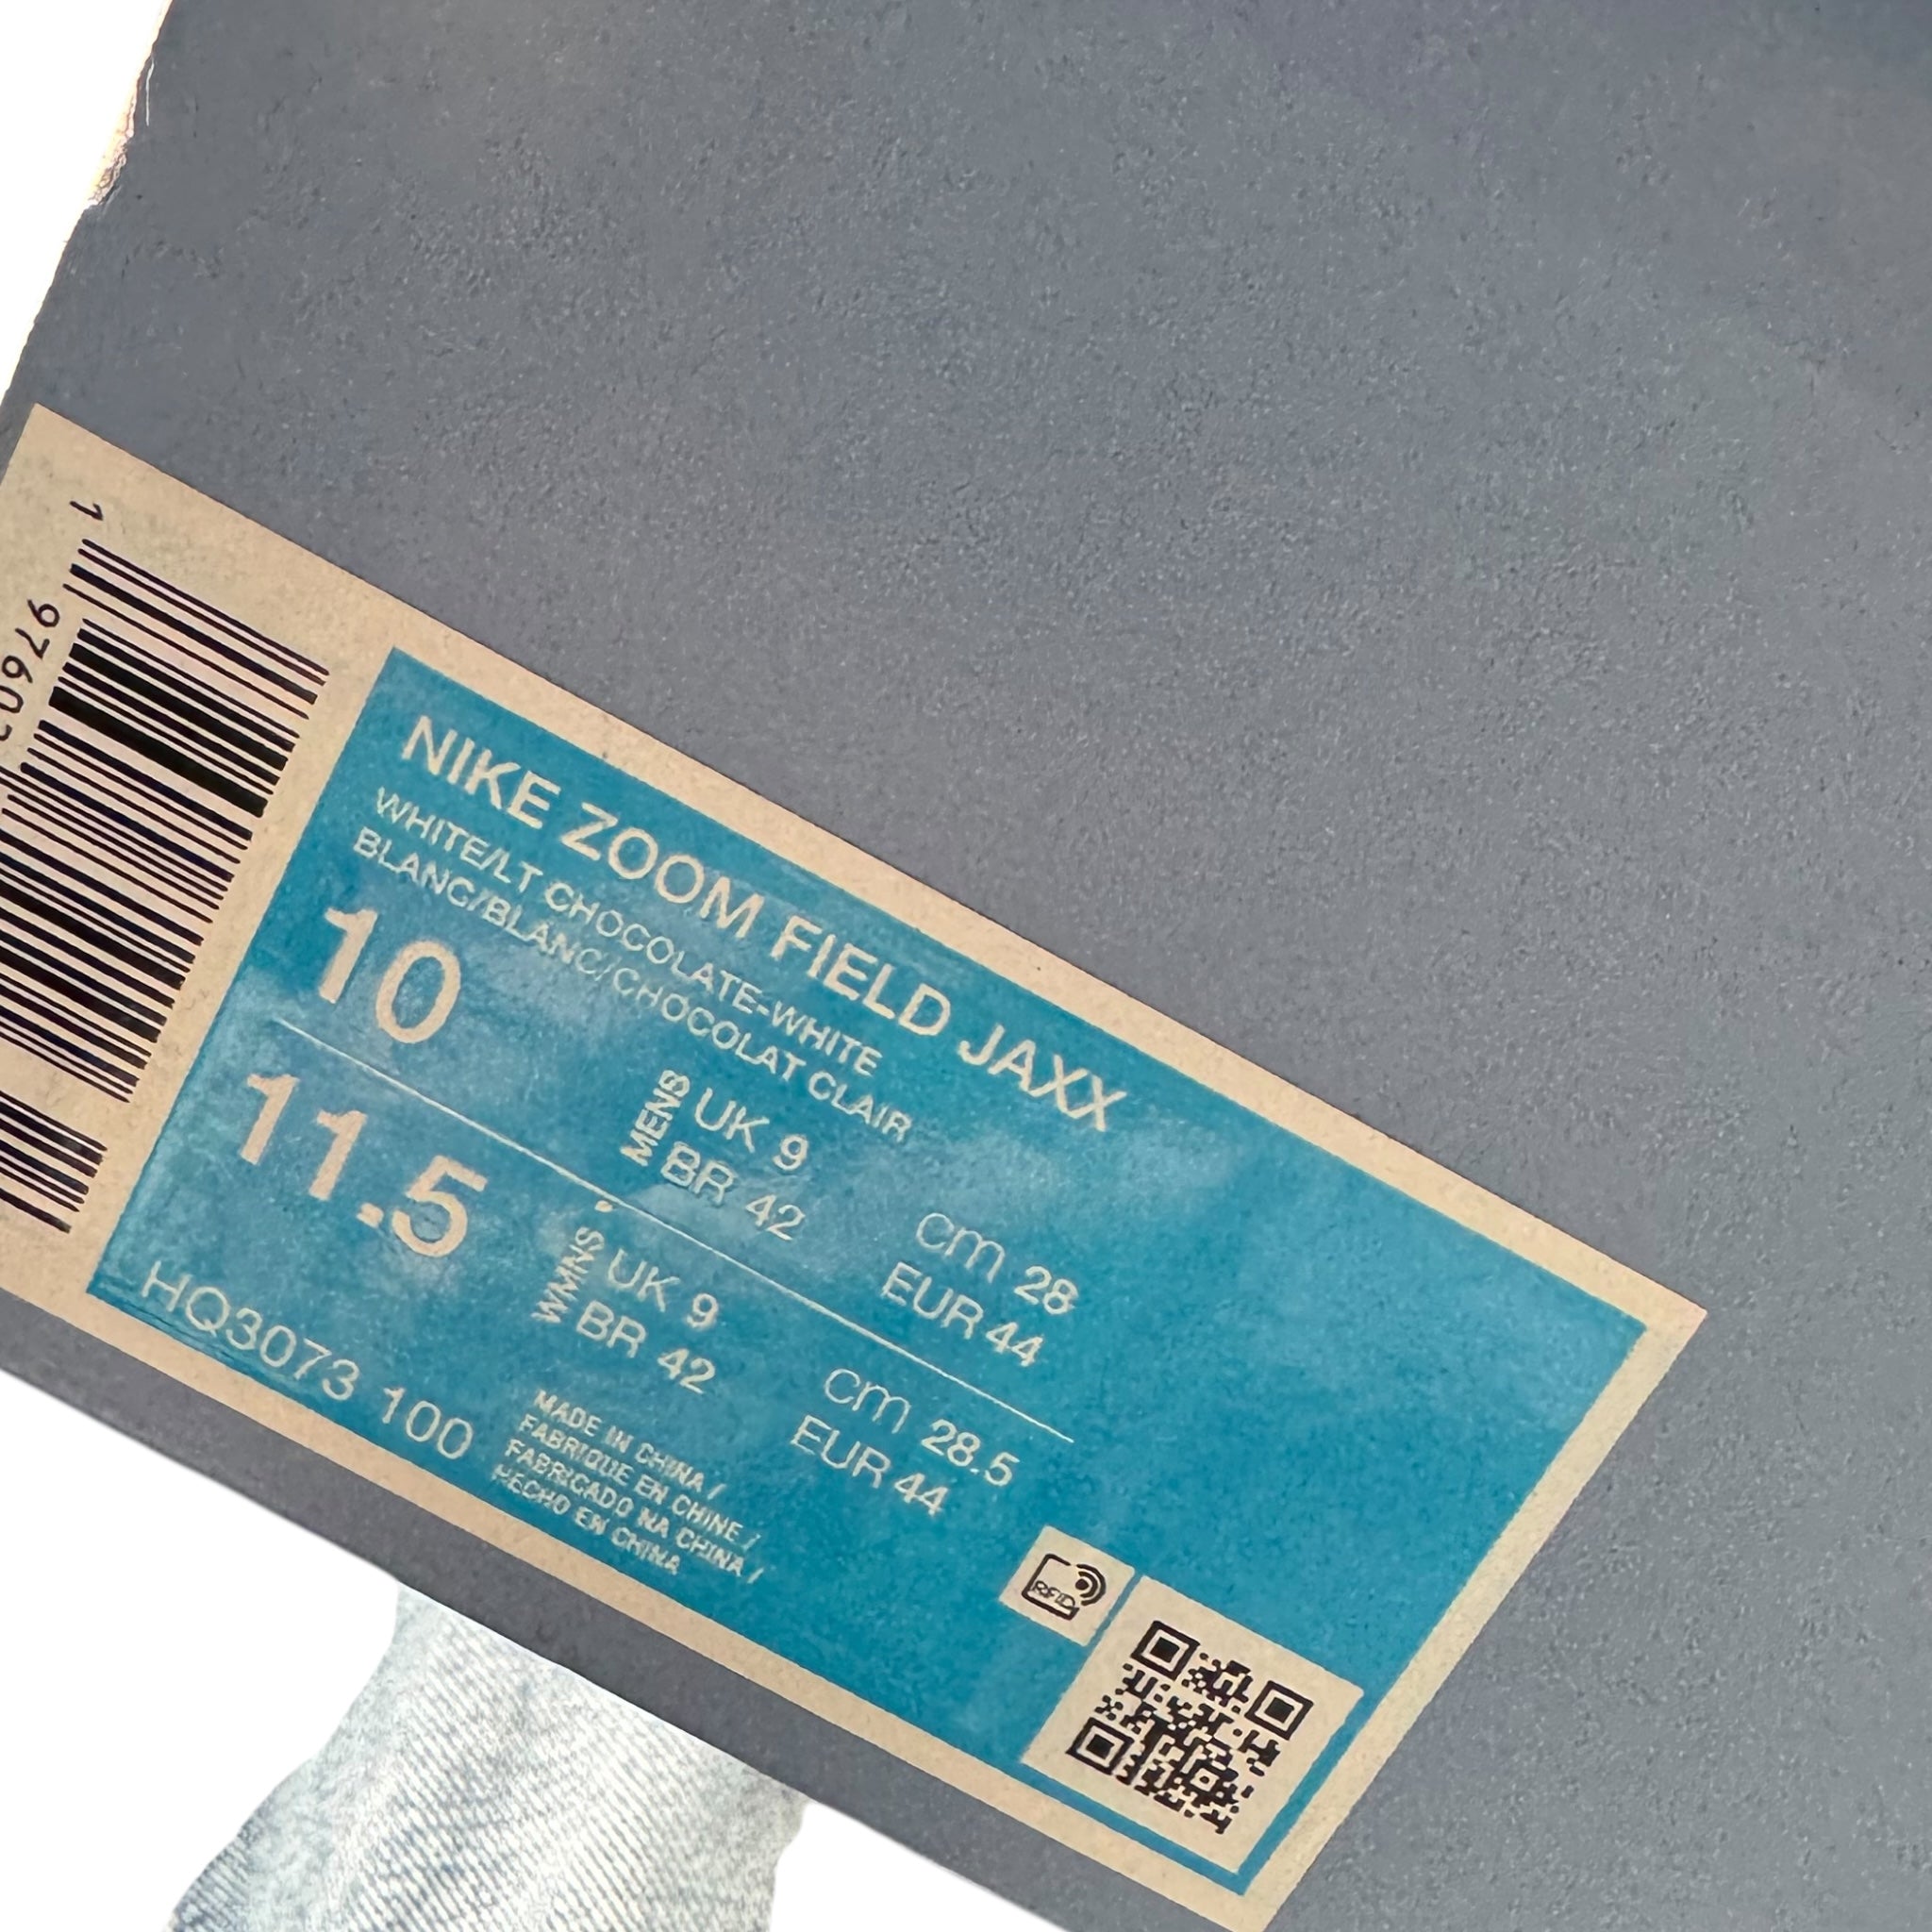 NIKE ZOOM FIELD JAXX
WHITE/LT CHOCOLATE-WHITE
BLANC/BLANC/CHOCOLAT CLAIR
10
MENS
UK 9
BR 42
cm 28
EUR 44
11.5
WMNS
UK 9
BR 42
cm 28.5
EUR 44
HQ3073 100
MADE IN CHINA /
FABRIQUE EN CHINE /
FABRICADO NA CHINA /
HECHO EN CHINA
RFID
1